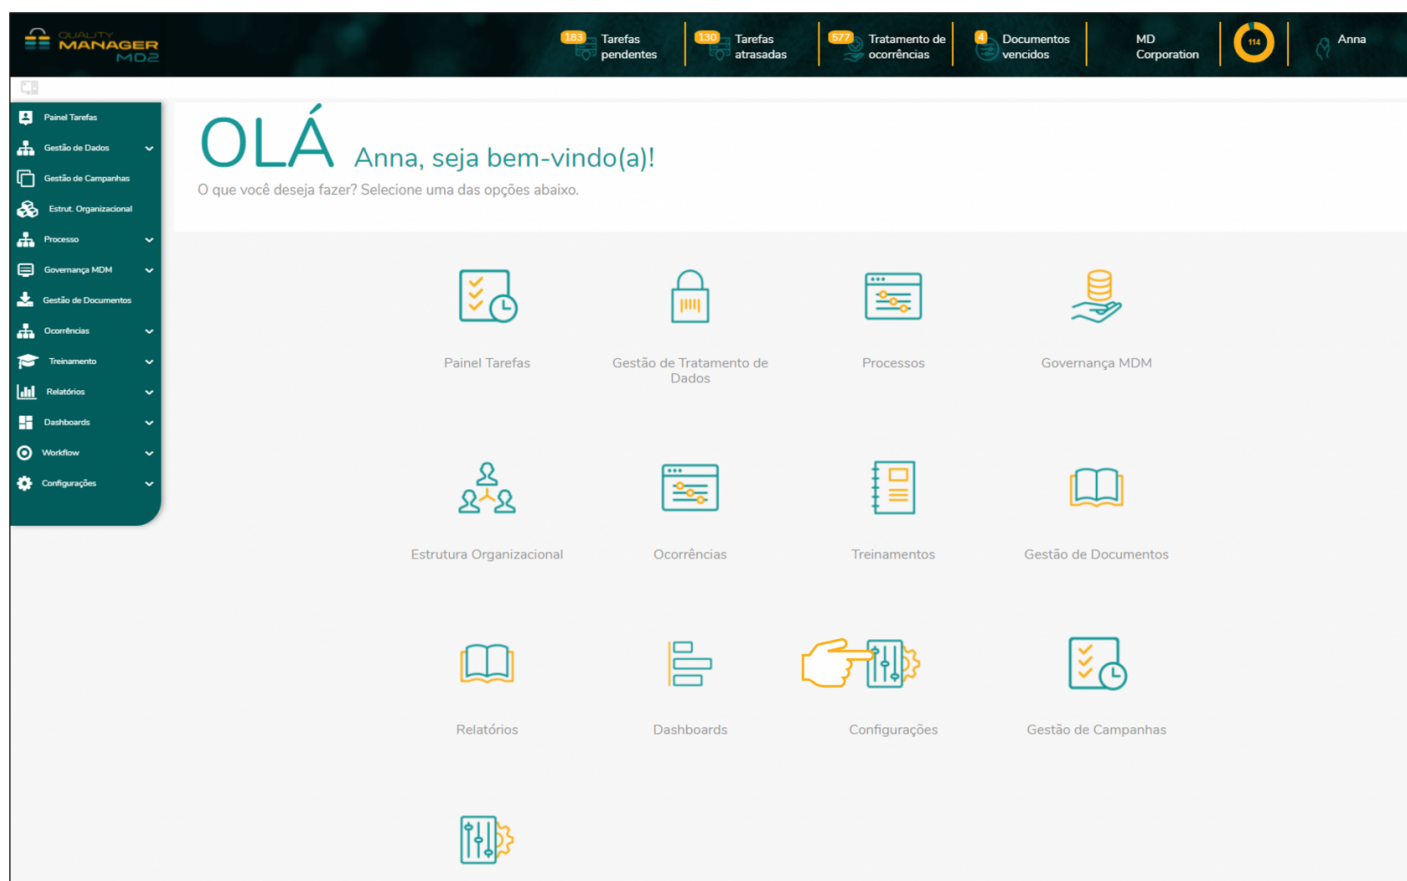 QUALITY
MANAGER
MD2
183
Tarefas
pendentes
130
Tarefas
atrasadas
577
Tratamento de
ocorrências
4
Documentos
vencidos
MD
Corporation
114
Anna
Painel Tarefas
Gestão de Dados
Gestão de Campanhas
Estrut. Organizacional
Processo
Governança MDM
Gestão de Documentos
Ocorrências
Treinamento
Relatórios
Dashboards
Workflow
Configurações
OLÁ Anna, seja bem-vindo(a)!
O que você deseja fazer? Selecione uma das opções abaixo.
Painel Tarefas
Gestão de Tratamento de
Dados
Processos
Governança MDM
Estrutura Organizacional
Ocorrências
Treinamentos
Gestão de Documentos
Relatórios
Dashboards
Configurações
Gestão de Campanhas